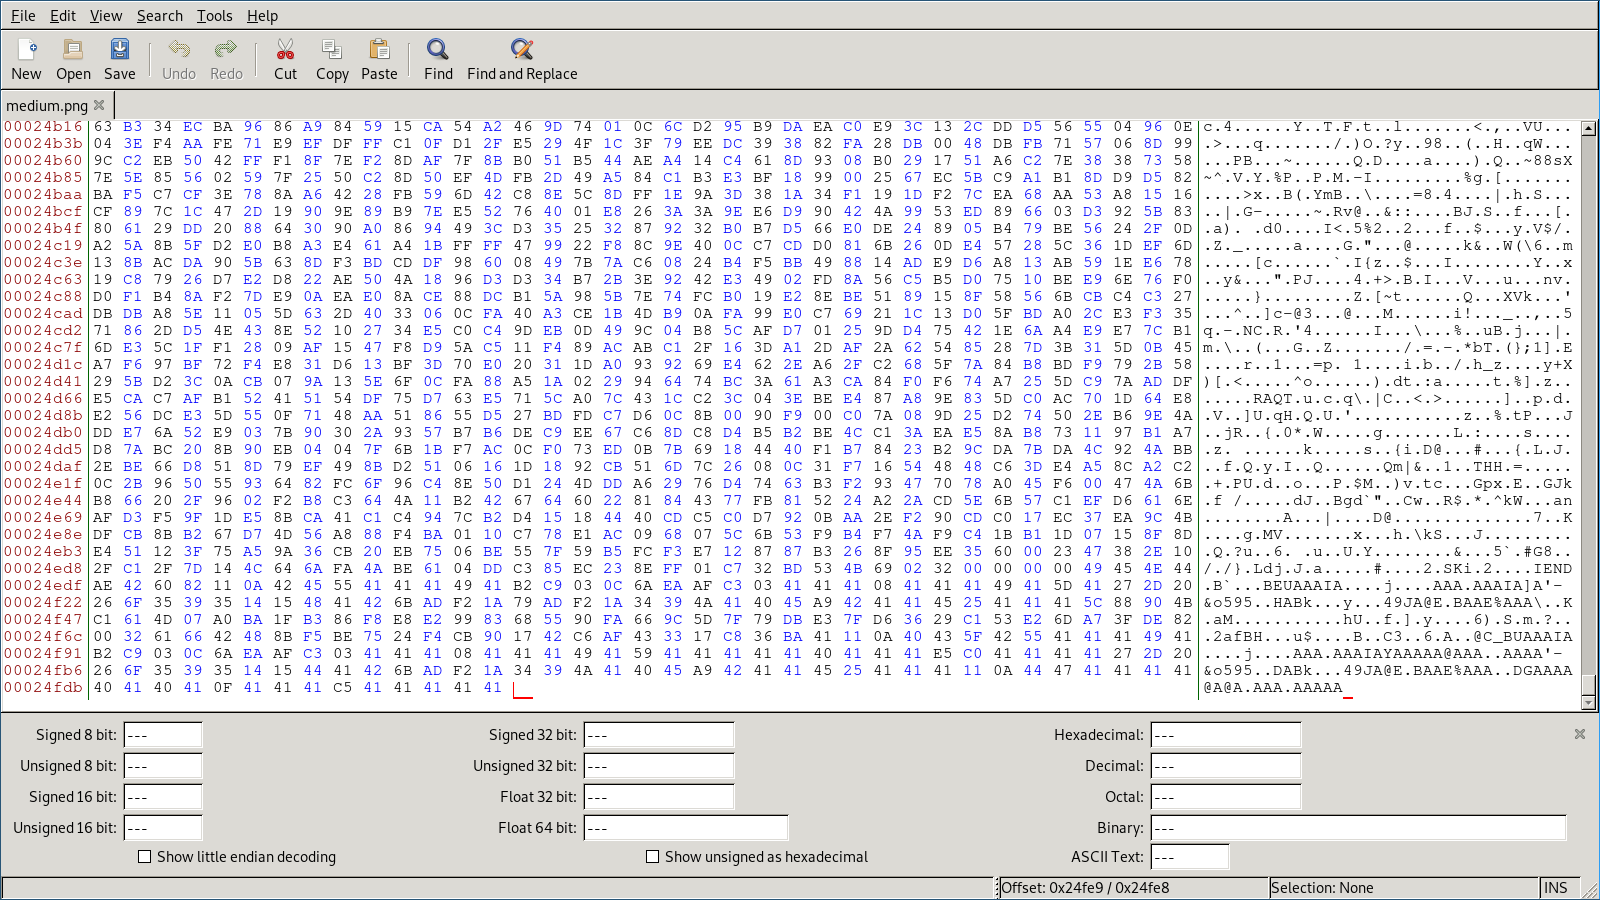 File Edit View Search Tools Help
New Open Save Undo Redo Cut Copy Paste Find Find and Replace
medium.png
00024b16 63 B3 34 EC BA 96 86 A9 84 59 15 CA 54 A2 46 9D 74 01 0C 6C D2 95 B9 DA EA C0 E9 3C 13 2C DD D5 56 55 04 96 0E c.4......Y..T.F.t..l.......<.,..VU...
00024b3b 04 3E F4 AA FE 71 E9 EF DF FF C1 0F D1 2F E5 29 4F 1C 3F 79 EE DC 39 38 82 FA 28 DB 00 48 DB FB 71 57 06 8D 99 .>...q......./.)O.?y..98..(..H..qW...
00024b60 9C C2 EB 50 42 FF F1 8F 7E F2 8D AF 7F 8B B0 51 B5 44 AE A4 14 C4 61 8D 93 08 B0 29 17 51 A6 C2 7E 38 38 73 58 ...PB...~......Q.D....a....).Q..~88sX
00024b85 7E 5E 85 56 02 59 7F 25 50 C2 8D 50 EF 4D FB 2D 49 A5 84 C1 B3 E3 BF 18 99 00 25 67 EC 5B C9 A1 B1 8D D9 D5 82 ~^.V.Y.%P..P.M.-I.........%g.[.......
00024baa BA F5 C7 CF 3E 78 8A A6 42 28 FB 59 6D 42 C8 8E 5C 8D FF 1E 9A 3D 38 1A 34 F1 19 1D F2 7C EA 68 AA 53 A8 15 16 ....>x..B(.YmB..\....=8.4....|.h.S...
00024bcf CF 89 7C 1C 47 2D 19 90 9E 89 B9 7E E5 52 76 40 01 E8 26 3A 3A 9E E6 D9 90 42 4A 99 53 ED 89 66 03 D3 92 5B 83 ..|.G-.....~.Rv@..&::....BJ.S..f...[.
00024b4f 80 61 29 DD 20 88 64 30 90 A0 86 94 49 3C D3 35 25 32 87 92 32 B0 B7 D5 66 E0 DE 24 89 05 B4 79 BE 56 24 2F 0D .a). .d0....I<.5%2..2...f..$...y.V$/.
00024c19 A2 5A 8B 5F D2 E0 B8 A3 E4 61 A4 1B FF FF 47 99 22 F8 8C 9E 40 0C C7 CD D0 81 6B 26 0D E4 57 28 5C 36 1D EF 6D .Z._.....a....G."...@.....k&..W(\6..m
00024c3e 13 8B AC DA 90 5B 63 8D F3 BD CD DF 98 60 08 49 7B 7A C6 08 24 B4 F5 BB 49 88 14 AD E9 D6 A8 13 AB 59 1E E6 78 .....[c......`.I{z..$...I........Y..x
00024c63 19 C8 79 26 D7 E2 D8 22 AE 50 4A 18 96 D3 D3 34 B7 2B 3E 92 42 E3 49 02 FD 8A 56 C5 B5 D0 75 10 BE E9 6E 76 F0 ..y&...".PJ....4.+>.B.I...V...u...nv.
00024c88 D0 F1 B4 8A F2 7D E9 0A EA E0 8A CE 88 DC B1 5A 98 5B 7E 74 FC B0 19 E2 8E BE 51 89 15 8F 58 56 6B CB C4 C3 27 .....}.........Z.[~t......Q...XVk...'
00024cad DB DB A8 5E 11 05 5D 63 2D 40 33 06 0C FA 40 A3 CE 1B 4D B9 0A FA 99 E0 C7 69 21 1C 13 D0 5F BD A0 2C E3 F3 35 ...^..]c-@3...@...M......i!..._..,..5
00024cd2 71 86 2D D5 4E 43 8E 52 10 27 34 E5 C0 C4 9D EB 0D 49 9C 04 B8 5C AF D7 01 25 9D D4 75 42 1E 6A A4 E9 E7 7C B1 q.-.NC.R.'4......I...\...%..uB.j...|.
00024c7f 6D E3 5C 1F F1 28 09 AF 15 47 F8 D9 5A C5 11 F4 89 AC AB C1 2F 16 3D A1 2D AF 2A 62 54 85 28 7D 3B 31 5D 0B 45 m.\..(...G..Z......./.=.-.*bT.(};1].E
00024d1c A7 F6 97 BF 72 F4 E8 31 D6 13 BF 3D 70 E0 20 31 1D A0 93 92 69 E4 62 2E A6 2F C2 68 5F 7A 84 B8 BD F9 79 2B 58 ....r..1...=p. 1....i.b../.h_z....y+X
00024d41 29 5B D2 3C 0A CB 07 9A 13 5E 6F 0C FA 88 A5 1A 02 29 94 64 74 BC 3A 61 A3 CA 84 F0 F6 74 A7 25 5D C9 7A AD DF )[.<.....^o......).dt.:a.....t.%].z..
00024d66 E5 CA C7 AF B1 52 41 51 54 DF 75 D7 63 E5 71 5C A0 7C 43 1C C2 3C 04 3E BE E4 87 A8 9E 83 5D C0 AC 70 1D 64 E8 .....RAQT.u.c.q\.|C..<.>......]..p.d.
00024d8b E2 56 DC E3 5D 55 0F 71 48 AA 51 86 55 D5 27 BD FD C7 D6 0C 8B 00 90 F9 00 C0 7A 08 9D 25 D2 74 50 2E B6 9E 4A .V..]U.qH.Q.U.'..........z..%.tP...J
00024db0 DD E7 6A 52 E9 03 7B 90 30 2A 93 57 B7 B6 DE C9 EE 67 C6 8D C8 D4 B5 B2 BE 4C C1 3A EA E5 8A B8 73 11 97 B1 A7 ..jR..{.0*.W.....g.......L.:....s....
00024dd5 D8 7A BC 20 8B 90 EB 04 04 7F 6B 1B F7 AC 0C F0 73 ED 0B 7B 69 18 44 40 F1 B7 84 23 B2 9C DA 7B DA 4C 92 4A BB .z. ......k.....s..{i.D@...#...{.L.J.
00024daf 2E BE 66 D8 51 8D 79 EF 49 8B D2 51 06 16 1D 18 92 CB 51 6D 7C 26 08 0C 31 F7 16 54 48 48 C6 3D E4 A5 8C A2 C2 ..f.Q.y.I..Q......Qm|&..1..THH.=.....
00024e1f 0C 2B 96 50 55 93 64 82 FC 6F 96 C4 8E 50 D1 24 4D DD A6 29 76 D4 74 63 B3 F2 93 47 70 78 A0 45 F6 00 47 4A 6B .+.PU.d..o...P.$M..)v.tc...Gpx.E..GJk
00024e44 B8 66 20 2F 96 02 F2 B8 C3 64 4A 11 B2 42 67 64 60 22 81 84 43 77 FB 81 52 24 A2 2A CD 5E 6B 57 C1 EF D6 61 6E .f /.....dJ..Bgd`"..Cw..R$.*.^kW...an
00024e69 AF D3 F5 9F 1D E5 8B CA 41 C1 C4 94 7C B2 D4 15 18 44 40 CD C5 C0 D7 92 0B AA 2E F2 90 CD C0 17 EC 37 EA 9C 4B ........A...|....D@..............7..K
00024e8e DF CB 8B B2 67 D7 4D 56 A8 88 F4 BA 01 10 C7 78 E1 AC 09 68 07 5C 6B 53 F9 B4 F7 4A F9 C4 1B B1 1D 07 15 8F 8D ....g.MV.......x...h.\kS...J.........
00024eb3 E4 51 12 3F 75 A5 9A 36 CB 20 EB 75 06 BE 55 7F 59 B5 FC F3 E7 12 87 87 B3 26 8F 95 EE 35 60 00 23 47 38 2E 10 .Q.?u..6. .u..U.Y........&...5`.#G8..
00024ed8 2F C1 2F 7D 14 4C 64 6A FA 4A BE 61 04 DD C3 85 EC 23 8E FF 01 C7 32 BD 53 4B 69 02 32 00 00 00 00 49 45 4E 44 /./}.Ldj.J.a.....#....2.SKi.2....IEND
00024edf AE 42 60 82 11 0A 42 45 55 41 41 49 41 B2 C9 03 0C 6A EA AF C3 03 41 41 41 08 41 41 41 49 41 5D 41 27 2D 20 .B`...BEUAAAIA....j....AAA.AAAIA]A'-
00024f22 26 6F 35 39 35 14 15 48 41 42 6B AD F2 1A 79 AD F2 1A 34 39 4A 41 40 45 A9 42 41 41 45 25 41 41 41 5C 88 90 4B &o595..HABk...y...49JA@E.BAAE%AAA\..K
00024f47 C1 61 4D 07 A0 BA 1F B3 86 F8 E8 E2 99 83 68 55 90 FA 66 9C 5D 7F 79 DB E3 7F D6 36 29 C1 53 E2 6D A7 3F DE 82 .aM...........hU..f.].y....6).S.m.?..
00024f6c 00 32 61 66 42 48 8B F5 BE 75 24 F4 CB 90 17 42 C6 AF 43 33 17 C8 36 BA 41 11 0A 40 43 5F 42 55 41 41 41 49 41 .2afBH...u$....B..C3..6.A..@C_BUAAAIA
00024f91 B2 C9 03 0C 6A EA AF C3 03 41 41 41 08 41 41 41 49 41 59 41 41 41 41 41 40 41 41 41 E5 C0 41 41 41 41 27 2D 20 ....j....AAA.AAAIAYAAAAA@AAA..AAAA'-
00024fb6 26 6F 35 39 35 14 15 44 41 42 6B AD F2 1A 34 39 4A 41 40 45 A9 42 41 41 45 25 41 41 41 11 0A 44 47 41 41 41 41 &o595..DABk...49JA@E.BAAE%AAA..DGAAAA
00024fdb 40 41 40 41 0F 41 41 41 C5 41 41 41 41 41 @A@A.AAA.AAAAA
Signed 8 bit: --- Signed 32 bit: --- Hexadecimal: ---
Unsigned 8 bit: --- Unsigned 32 bit: --- Decimal: ---
Signed 16 bit: --- Float 32 bit: --- Octal: ---
Unsigned 16 bit: --- Float 64 bit: --- Binary: ---
Show little endian decoding Show unsigned as hexadecimal ASCII Text: ---
Offset: 0x24fe9 / 0x24fe8 Selection: None INS